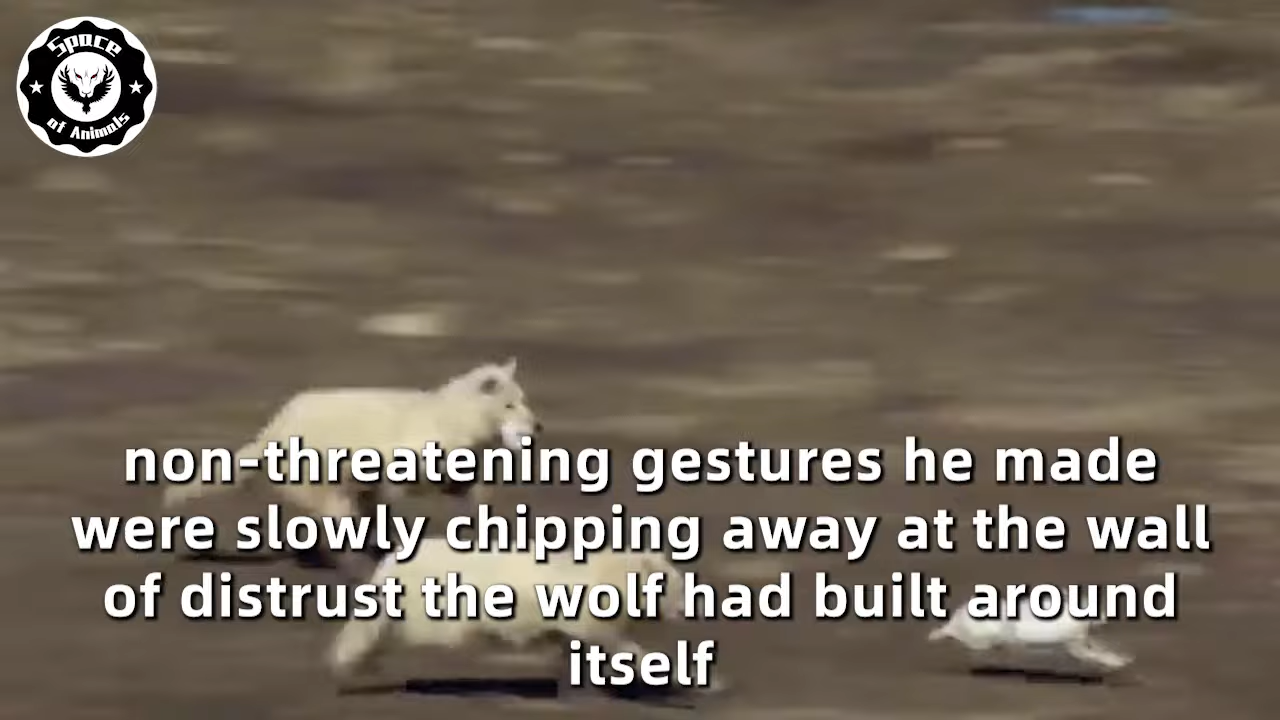 Space
of Animals
non-threatening gestures he made
were slowly chipping away at the wall
of distrust the wolf had built around
itself